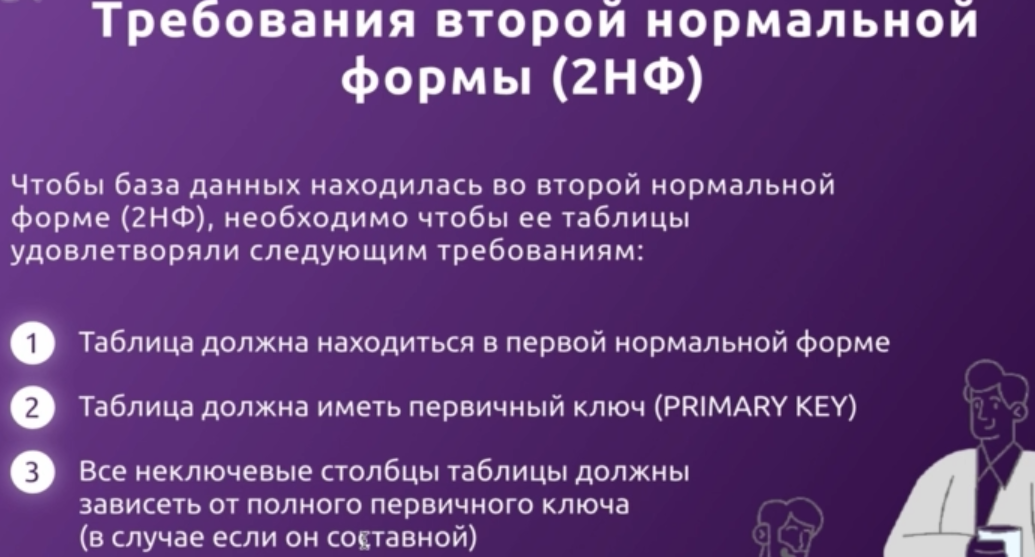 Требования второй нормальной
формы (2НФ)
Чтобы база данных находилась во второй нормальной
форме (2НФ), необходимо чтобы ее таблицы
удовлетворяли следующим требованиям:
1 Таблица должна находиться в первой нормальной форме
2 Таблица должна иметь первичный ключ (PRIMARY KEY)
3 Все неключевые столбцы таблицы должны
зависеть от полного первичного ключа
(в случае если он составной)